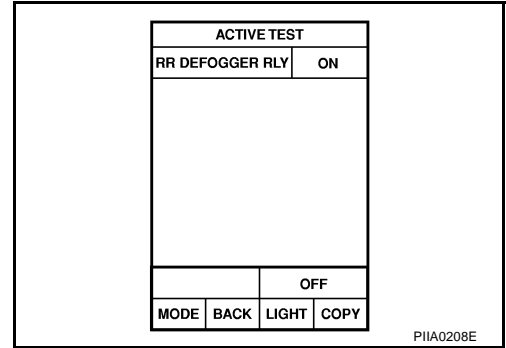 ACTIVE TEST
RR DEFOGGER RLY ON
OFF
MODE BACK LIGHT COPY
PIIA0208E